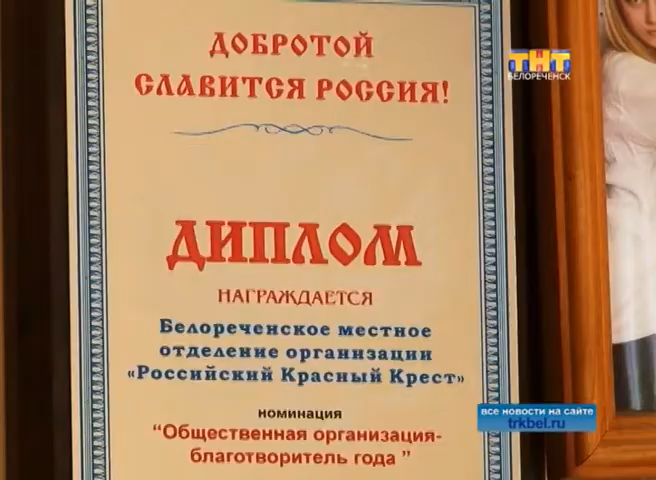 ДОБРОТОЙ
СЛАВИТСЯ РОССИЯ!
ТНТ
БЕЛОРЕЧЕНСК
ДИПЛОМ
НАГРАЖДАЕТСЯ
Белореченское местное
отделение организации
«Российский Красный Крест»
номинация
"Общественная организация-
благотворитель года"
все новости на сайте
trkbel.ru